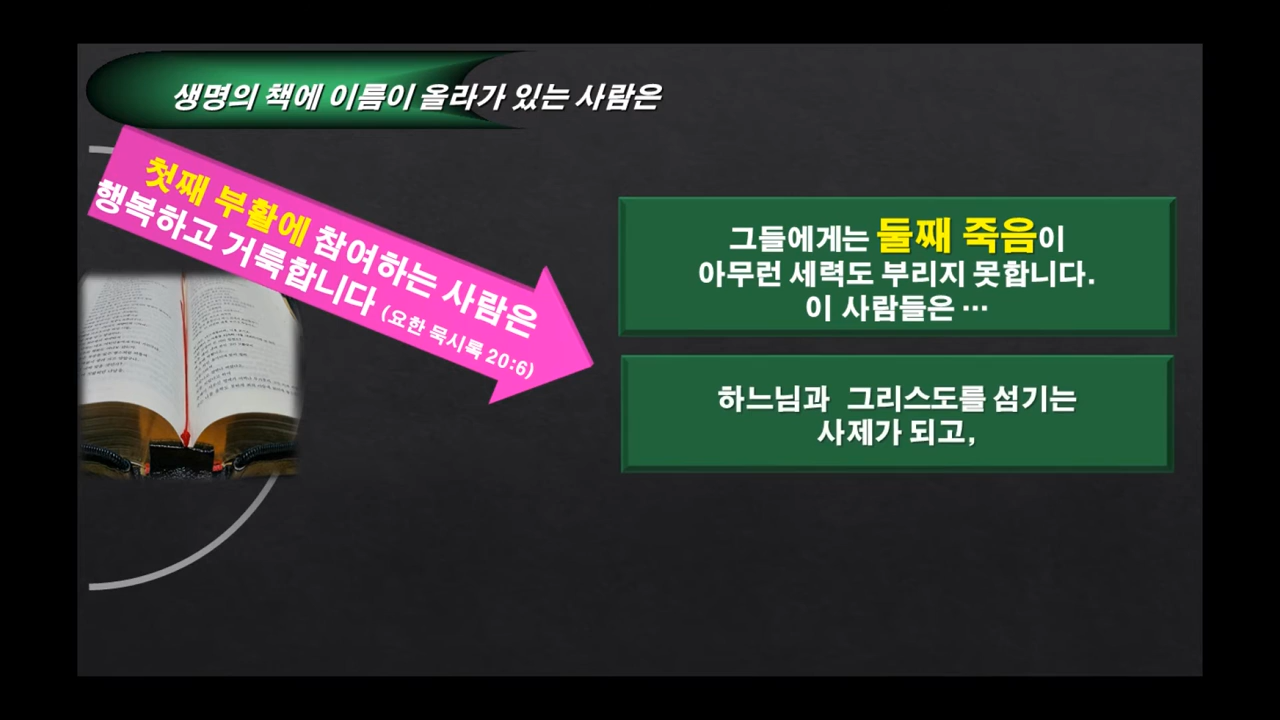 생명의 책에 이름이 올라가 있는 사람은
첫째 부활에 참여하는 사람은
행복하고 거룩합니다 (요한 묵시록 20:6)
그들에게는 둘째 죽음이
아무런 세력도 부리지 못합니다.
이 사람들은 …
하느님과 그리스도를 섬기는
사제가 되고,